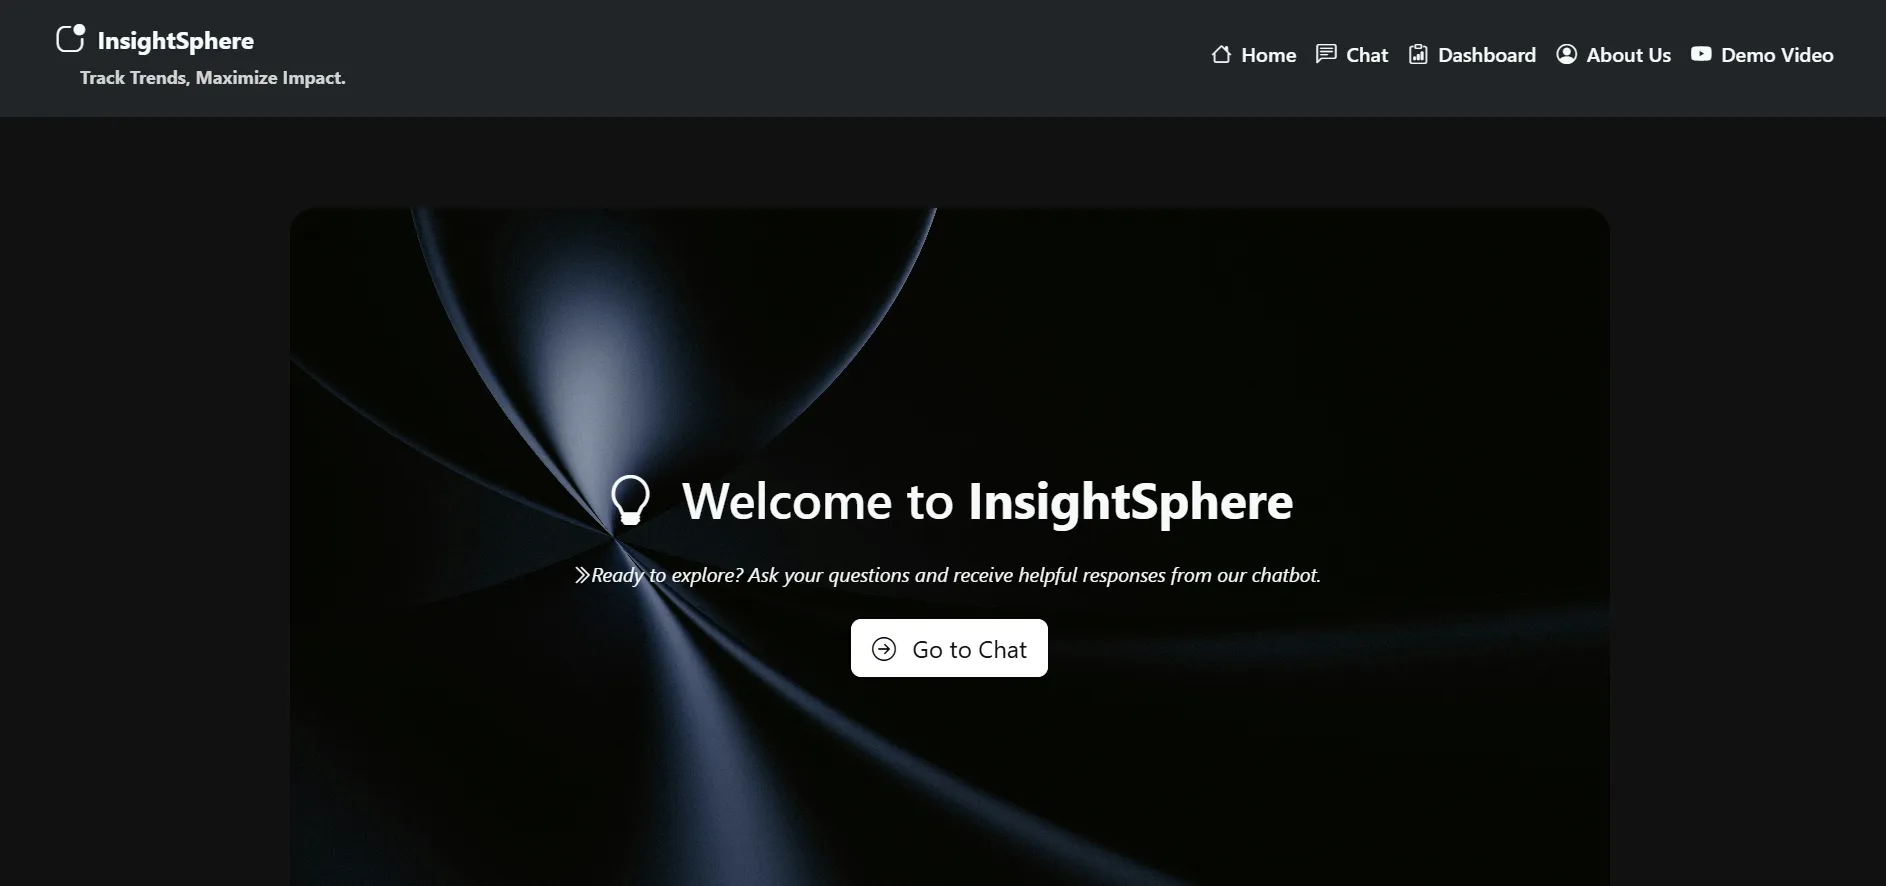 InsightSphere
Track Trends, Maximize Impact.
Home Chat Dashboard About Us Demo Video
Welcome to InsightSphere
Ready to explore? Ask your questions and receive helpful responses from our chatbot.
Go to Chat